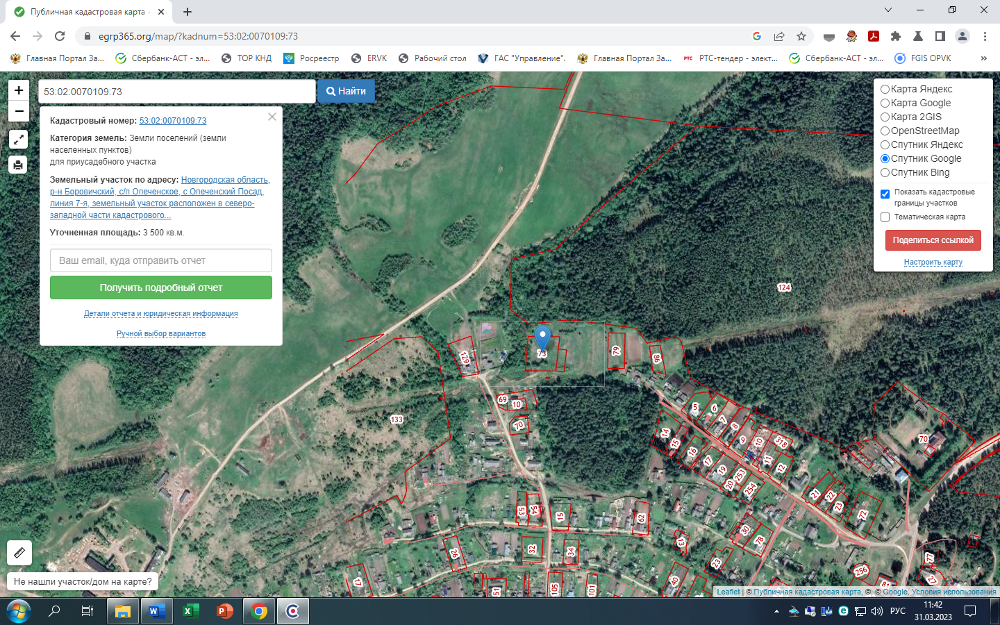 Публичная кадастровая карта -
egrp365.org/map/?kadnum=53:02:0070109:73
Главная Портал За...
Сбербанк-АСТ - эл...
ТОР КНД
Росреестр
ERVK
Рабочий стол
ГАС "Управление".
Главная Портал За...
РТС-тендер - элект...
Сбербанк-АСТ - эл...
FGIS OPVK
»
+
−
53:02:0070109:73
Найти
Кадастровый номер: 53:02:0070109:73
Категория земель: Земли поселений (земли
населенных пунктов)
для приусадебного участка
Земельный участок по адресу: Новгородская область,
р-н Боровичский, с/п Опеченское, с Опеченский Посад,
линия 7-я, земельный участок расположен в северо-
западной части кадастрового...
Уточненная площадь: 3 500 кв.м.
Ваш email, куда отправить отчет
Получить подробный отчет
Детали отчета и юридическая информация
Ручной выбор вариантов
Карта Яндекс
Карта Google
Карта 2GIS
OpenStreetMap
Спутник Яндекс
Спутник Google
Спутник Bing
Показать кадастровые
границы участков
Тематическая карта
Поделиться ссылкой
Настроить карту
124
129
73
79
98
133
69
10
70
5
6
7
8
9
10
318
11
12
14
15
16
17
19
20
253
254
70
21
22
23
72
53
54
15
62
30
78
13
26
32
34
23
77
17
51
105
101
40
256
27
81
Не нашли участок/дом на карте?
Leaflet | © Публичная кадастровая карта, ©, © Google, Условия использования
РУС
11:42
31.03.2023